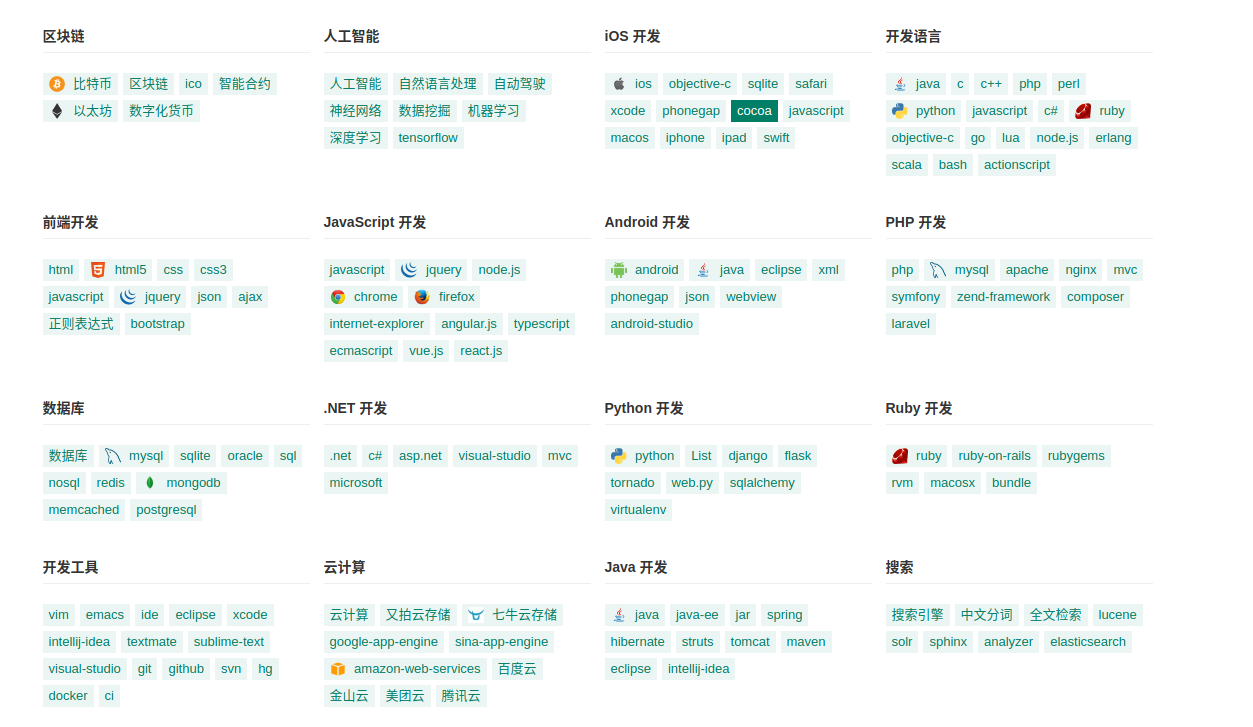 区块链
比特币 区块链 ico 智能合约
以太坊 数字化货币
人工智能
人工智能 自然语言处理 自动驾驶
神经网络 数据挖掘 机器学习
深度学习 tensorflow
iOS 开发
ios objective-c sqlite safari
xcode phonegap cocoa javascript
macos iphone ipad swift
开发语言
java c c++ php perl
python javascript c# ruby
objective-c go lua node.js erlang
scala bash actionscript
前端开发
html html5 css css3
javascript jquery json ajax
正则表达式 bootstrap
JavaScript 开发
javascript jquery node.js
chrome firefox
internet-explorer angular.js typescript
ecmascript vue.js react.js
Android 开发
android java eclipse xml
phonegap json webview
android-studio
PHP 开发
php mysql apache nginx mvc
symfony zend-framework composer
laravel
数据库
数据库 mysql sqlite oracle sql
nosql redis mongodb
memcached postgresql
.NET 开发
.net c# asp.net visual-studio mvc
microsoft
Python 开发
python List django flask
tornado web.py sqlalchemy
virtualenv
Ruby 开发
ruby ruby-on-rails rubygems
rvm macosx bundle
开发工具
vim emacs ide eclipse xcode
intellij-idea textmate sublime-text
visual-studio git github svn hg
docker ci
云计算
云计算 又拍云存储 七牛云存储
google-app-engine sina-app-engine
amazon-web-services 百度云
金山云 美团云 腾讯云
Java 开发
java java-ee jar spring
hibernate struts tomcat maven
eclipse intellij-idea
搜索
搜索引擎 中文分词 全文检索 lucene
solr sphinx analyzer elasticsearch